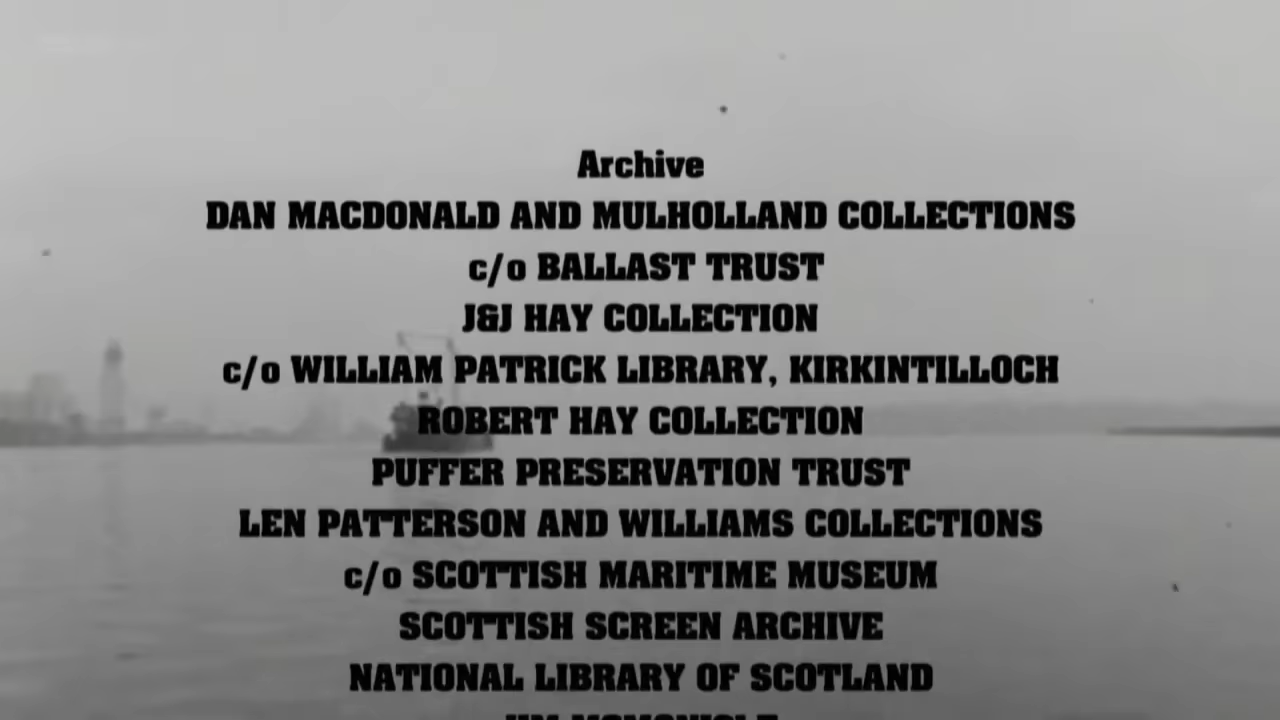 Archive
DAN MACDONALD AND MULHOLLAND COLLECTIONS
c/o BALLAST TRUST
J&J HAY COLLECTION
c/o WILLIAM PATRICK LIBRARY, KIRKINTILLOCH
ROBERT HAY COLLECTION
PUFFER PRESERVATION TRUST
LEN PATTERSON AND WILLIAMS COLLECTIONS
c/o SCOTTISH MARITIME MUSEUM
SCOTTISH SCREEN ARCHIVE
NATIONAL LIBRARY OF SCOTLAND